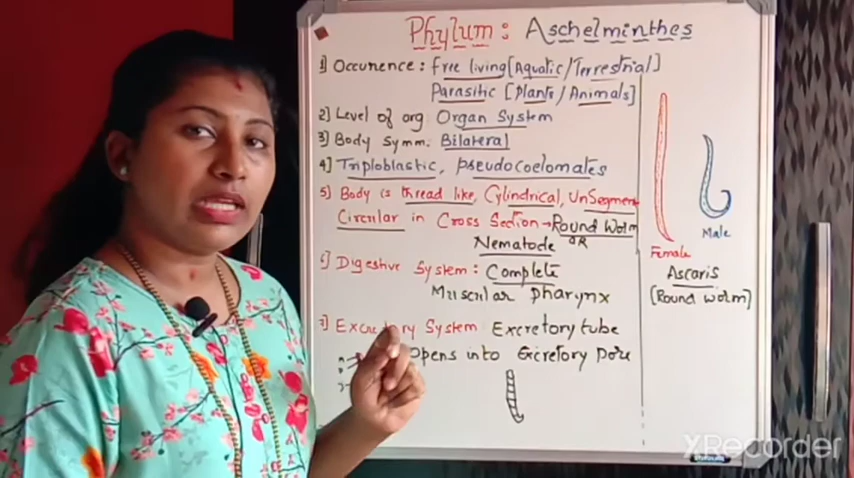 Phylum: Aschelminthes
1] Occurence: free living [Aquatic/Terrestrial]
Parasitic [Plants/Animals]
2] Level of org Organ System
3] Body Symm. Bilateral
4] Triploblastic, pseudocoelomates
5] Body is thread like, Cylindrical, UnSegment
Circular in Cross Section → Round Worm
OR
Nematode
6] Digestive System: Complete
Muscular pharynx
7] Excretory System Excretory tube
Opens into Excretory Pore
Female
Male
Ascaris
(Round worm)
XRecorder